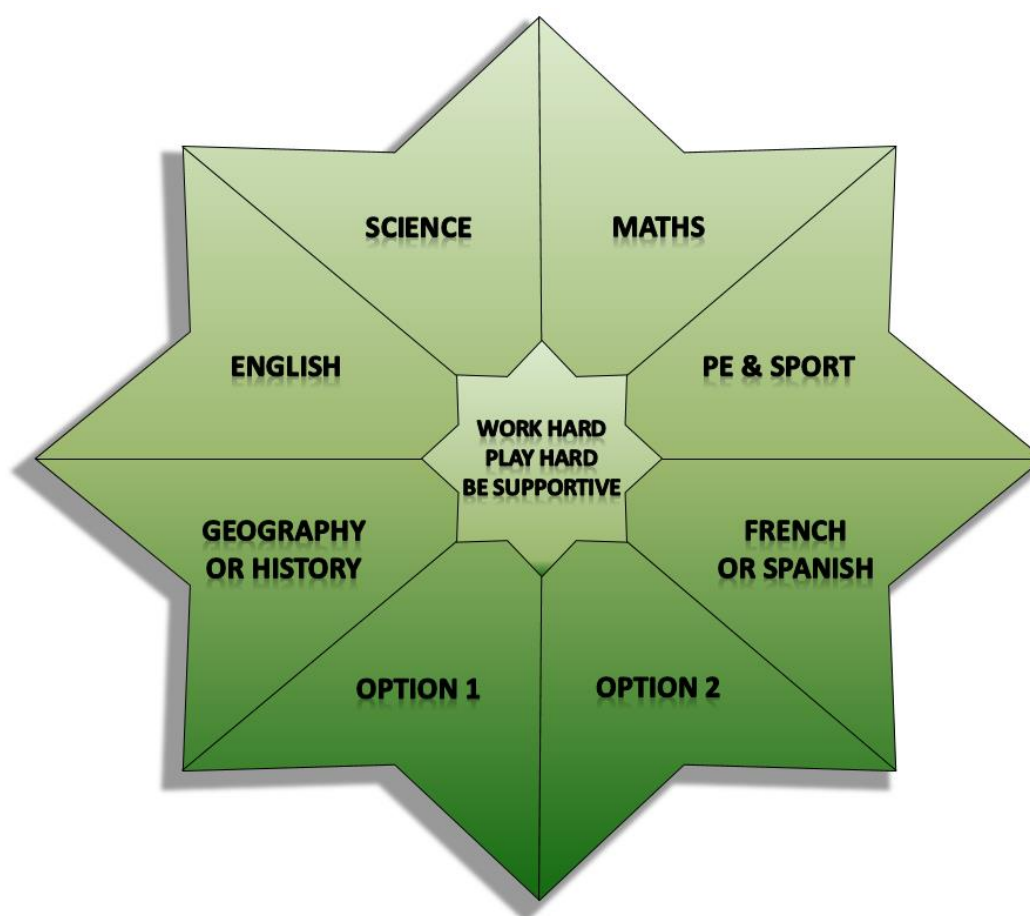 SCIENCE
MATHS
ENGLISH
PE & SPORT
WORK HARD
PLAY HARD
BE SUPPORTIVE
GEOGRAPHY
OR HISTORY
FRENCH
OR SPANISH
OPTION 1
OPTION 2